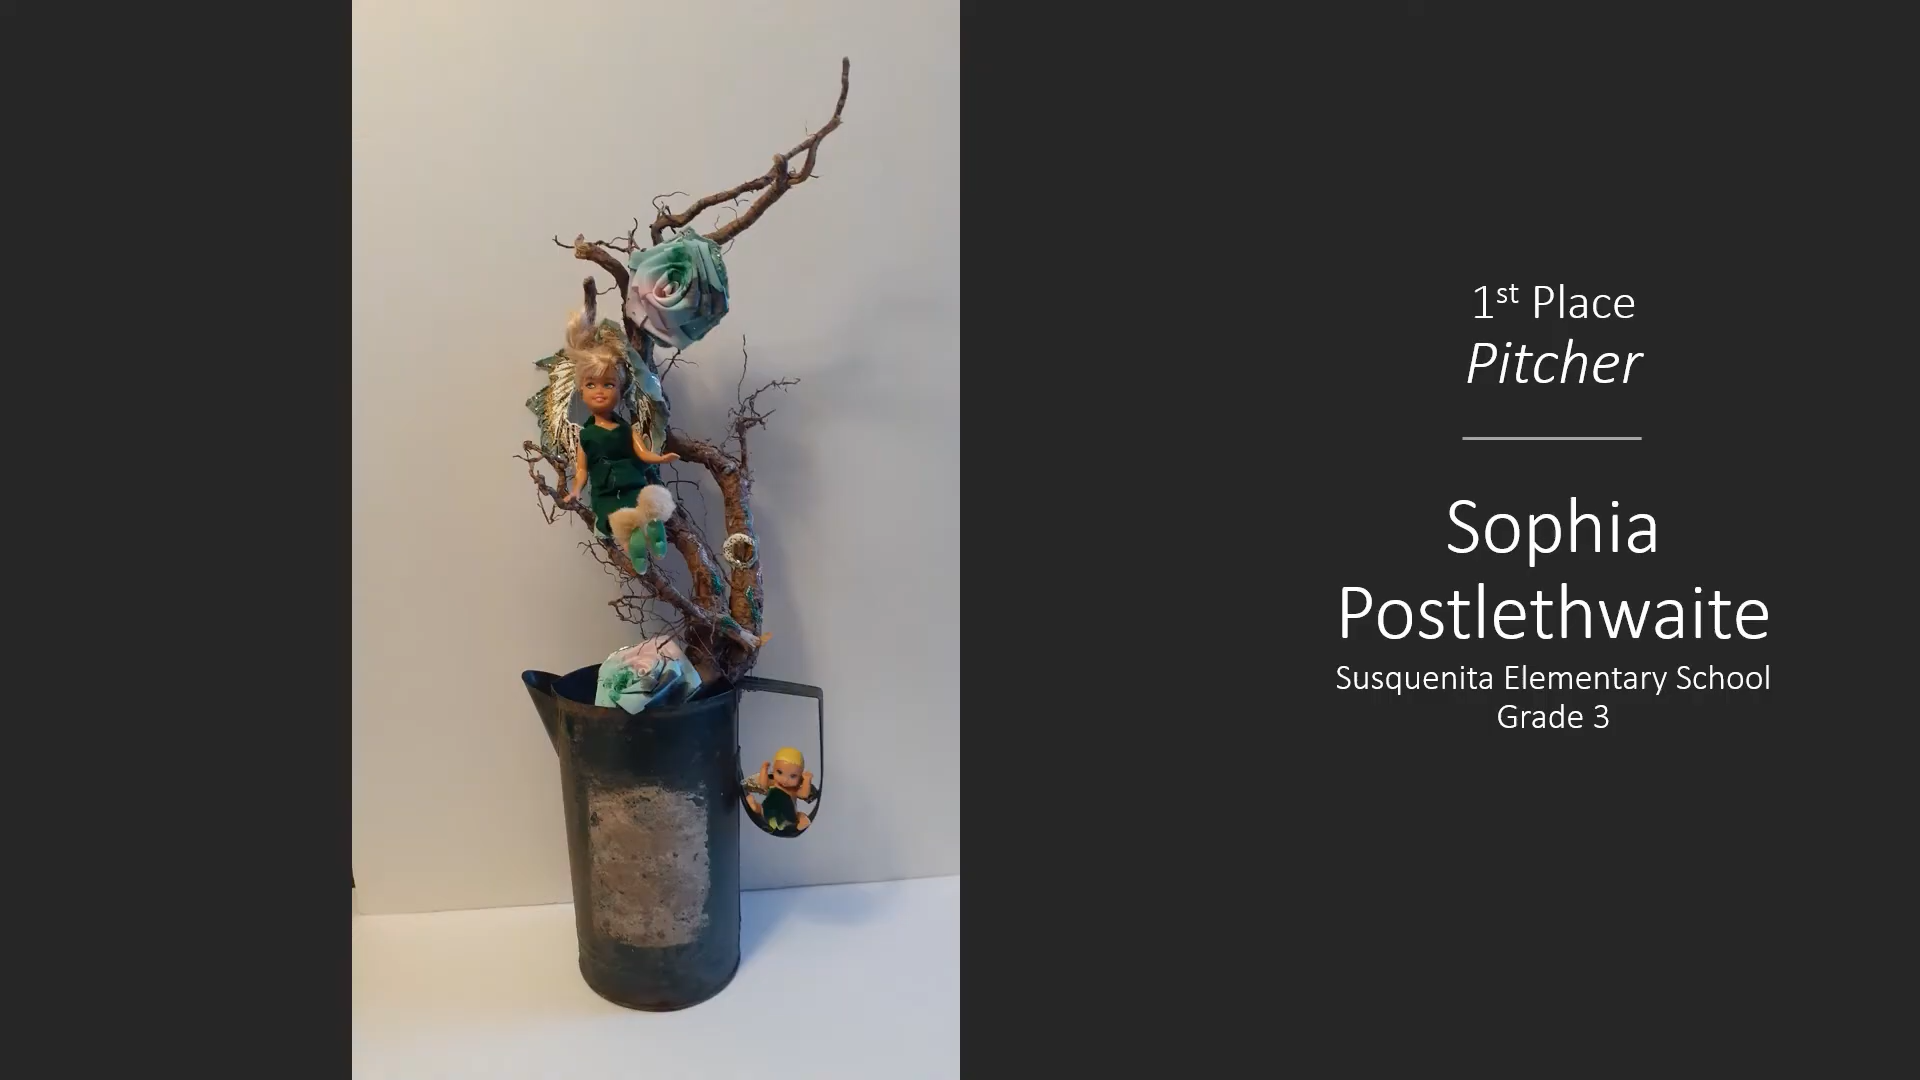 1st Place
Pitcher
Sophia
Postlethwaite
Susquenita Elementary School
Grade 3